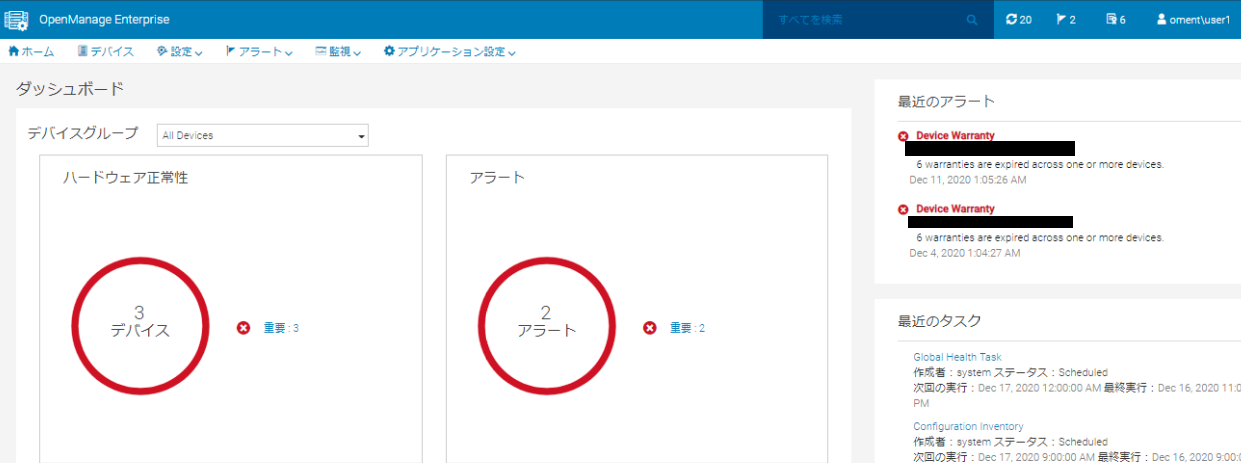 OpenManage Enterprise
すべてを検索
20
2
6
oment\user1
ホーム
デバイス
設定
アラート
監視
アプリケーション設定
ダッシュボード
デバイスグループ
All Devices
ハードウェア正常性
3
デバイス
重要 : 3
アラート
2
アラート
重要 : 2
最近のアラート
Device Warranty
6 warranties are expired across one or more devices.
Dec 11, 2020 1:05:26 AM
Device Warranty
6 warranties are expired across one or more devices.
Dec 4, 2020 1:04:27 AM
最近のタスク
Global Health Task
作成者：system ステータス：Scheduled
次回の実行：Dec 17, 2020 12:00:00 AM 最終実行：Dec 16, 2020 11:0
PM
Configuration Inventory
作成者：system ステータス：Scheduled
次回の実行：Dec 17, 2020 9:00:00 AM 最終実行：Dec 16, 2020 9:00: